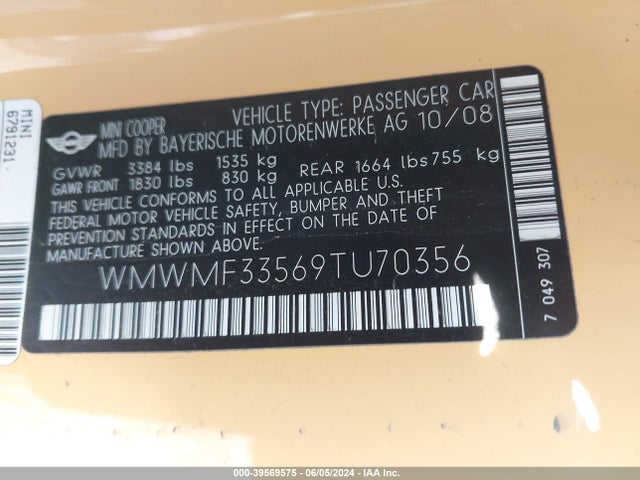 MINI COOPER VEHICLE TYPE: PASSENGER CAR
MFD BY BAYERISCHE MOTORENWERKE AG 10/08
GVWR 3384 lbs 1535 kg
GAWR FRONT 1830 lbs 830 kg REAR 1664 lbs 755 kg
THIS VEHICLE CONFORMS TO ALL APPLICABLE U.S.
FEDERAL MOTOR VEHICLE SAFETY, BUMPER AND THEFT
PREVENTION STANDARDS IN EFFECT ON THE DATE OF
MANUFACTURE SHOWN ABOVE.
WMWMF33569TU70356
7 049 307
MINI
6791231
000-39569575 - 06/05/2024 - IAA Inc.